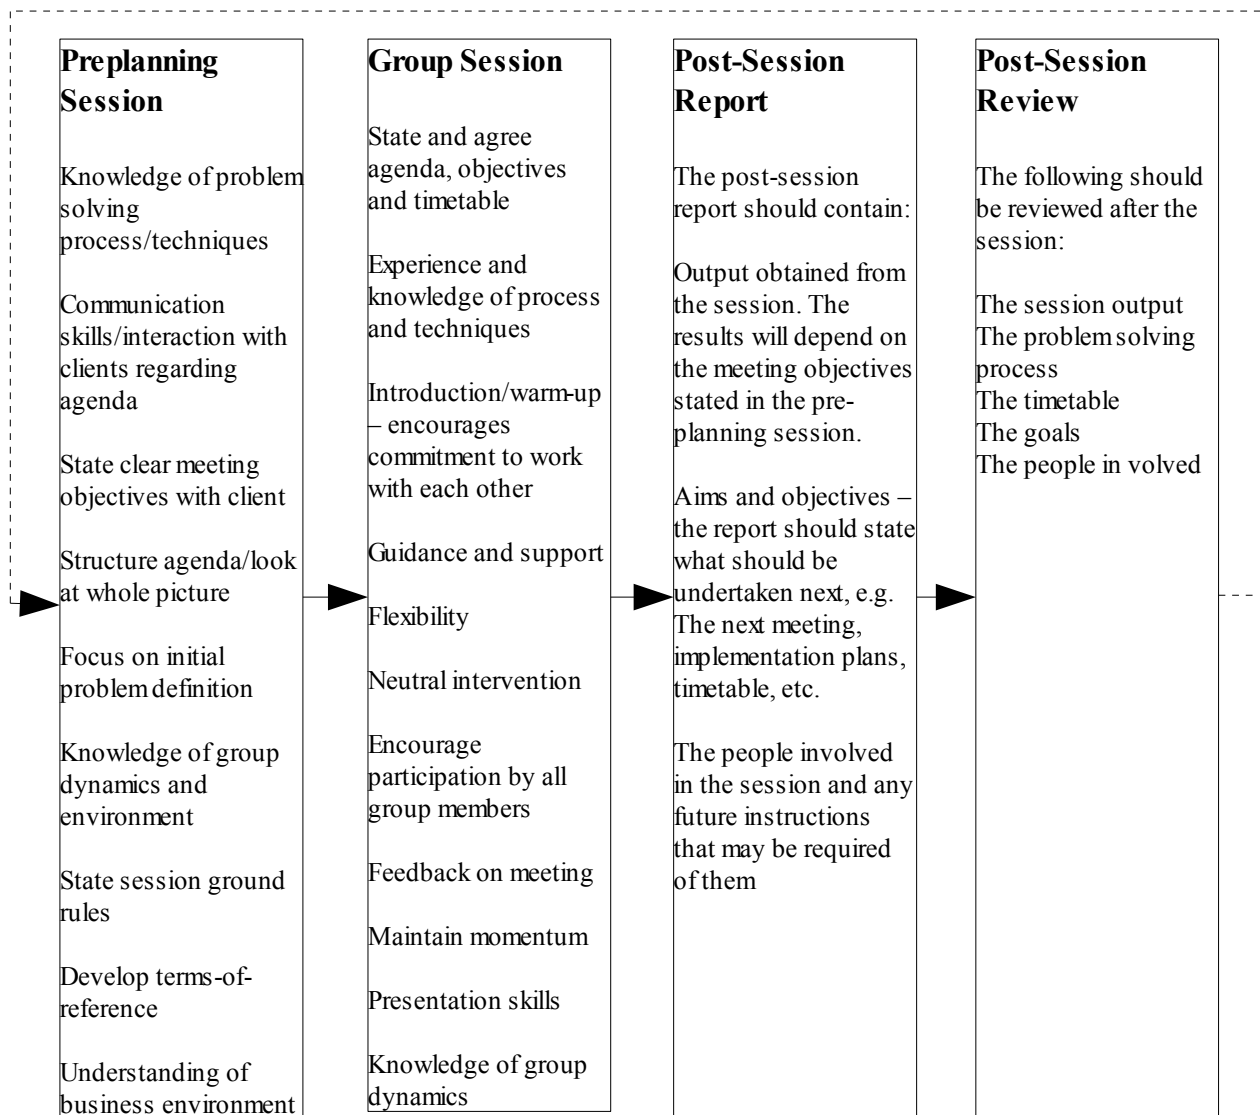 Preplanning
Session
Knowledge of problem
solving
process/techniques
Communication
skills/interaction with
clients regarding
agenda
State clear meeting
objectives with client
Structure agenda/look
at whole picture
Focus on initial
problem definition
Knowledge of group
dynamics and
environment
State session ground
rules
Develop terms-of-
reference
Understanding of
business environment
Group Session
State and agree
agenda, objectives
and timetable
Experience and
knowledge of process
and techniques
Introduction/warm-up
– encourages
commitment to work
with each other
Guidance and support
Flexibility
Neutral intervention
Encourage
participation by all
group members
Feedback on meeting
Maintain momentum
Presentation skills
Knowledge of group
dynamics
Post-Session
Report
The post-session
report should contain:
Output obtained from
the session. The
results will depend on
the meeting objectives
stated in the pre-
planning session.
Aims and objectives –
the report should state
what should be
undertaken next, e.g.
The next meeting,
implementation plans,
timetable, etc.
The people involved
in the session and any
future instructions
that may be required
of them
Post-Session
Review
The following should
be reviewed after the
session:
The session output
The problem solving
process
The timetable
The goals
The people in volved